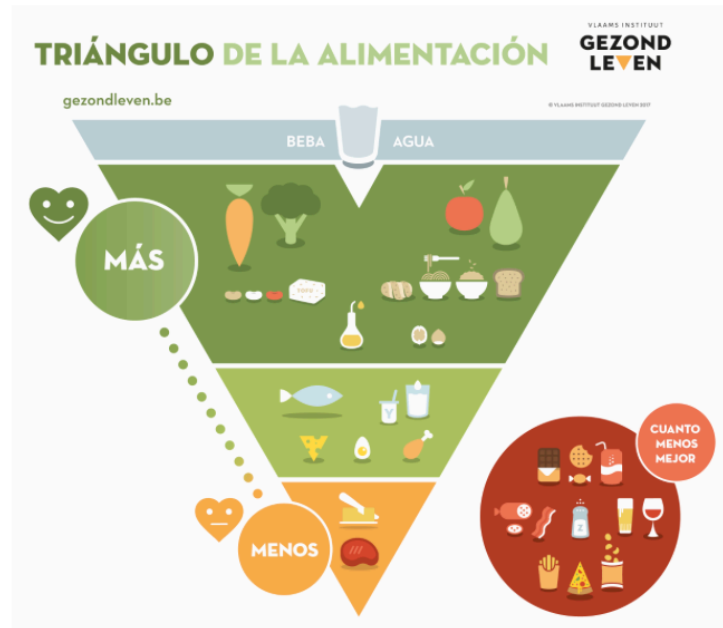 TRIÁNGULO DE LA ALIMENTACIÓN
VLAAMS INSTITUUT
GEZOND
LEVEN
gezondleven.be
© VLAAMS INSTITUUT GEZOND LEVEN 2017
BEBA AGUA
MÁS
TOFU
Y
CUANTO
MENOS
MEJOR
Z
MENOS